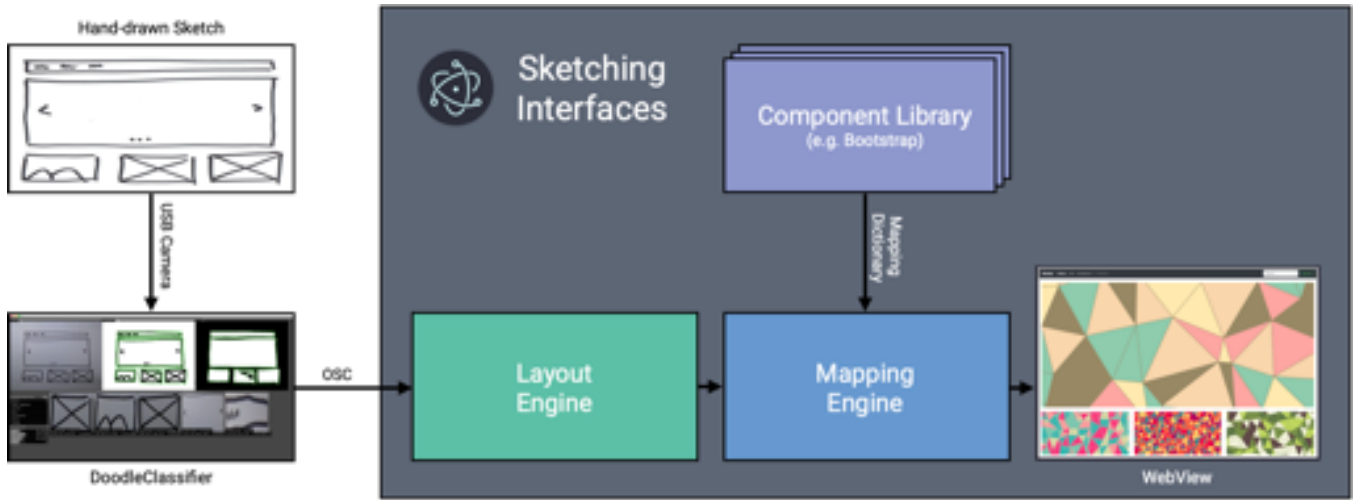 Hand-drawn Sketch
Sketching
Interfaces
Component Library
(e.g. Bootstrap)
USB Camera
Mapping
Dictionary
OSC
Layout
Engine
Mapping
Engine
DoodleClassifier
WebView